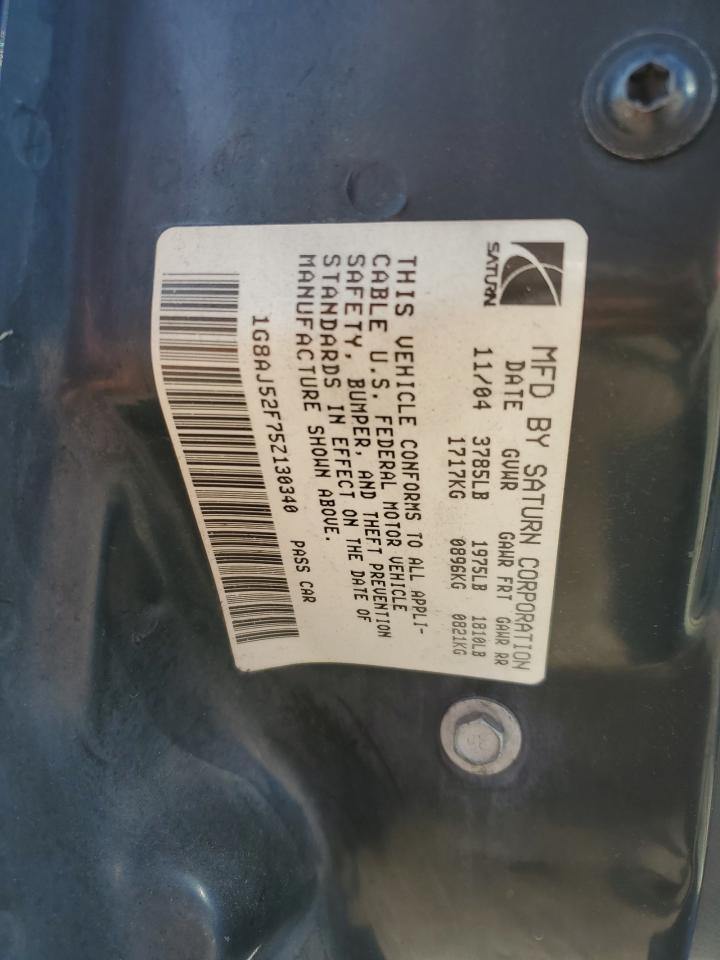 SATURN
MFD BY SATURN CORPORATION
DATE GVWR GAWR FRT GAWR RR
11/04 3785LB 1975LB 1810LB
1717KG 0896KG 0821KG
THIS VEHICLE CONFORMS TO ALL APPLI-
CABLE U.S. FEDERAL MOTOR VEHICLE
SAFETY, BUMPER, AND THEFT PREVENTION
STANDARDS IN EFFECT ON THE DATE OF
MANUFACTURE SHOWN ABOVE.
1G8AJ52F75Z130340 PASS CAR